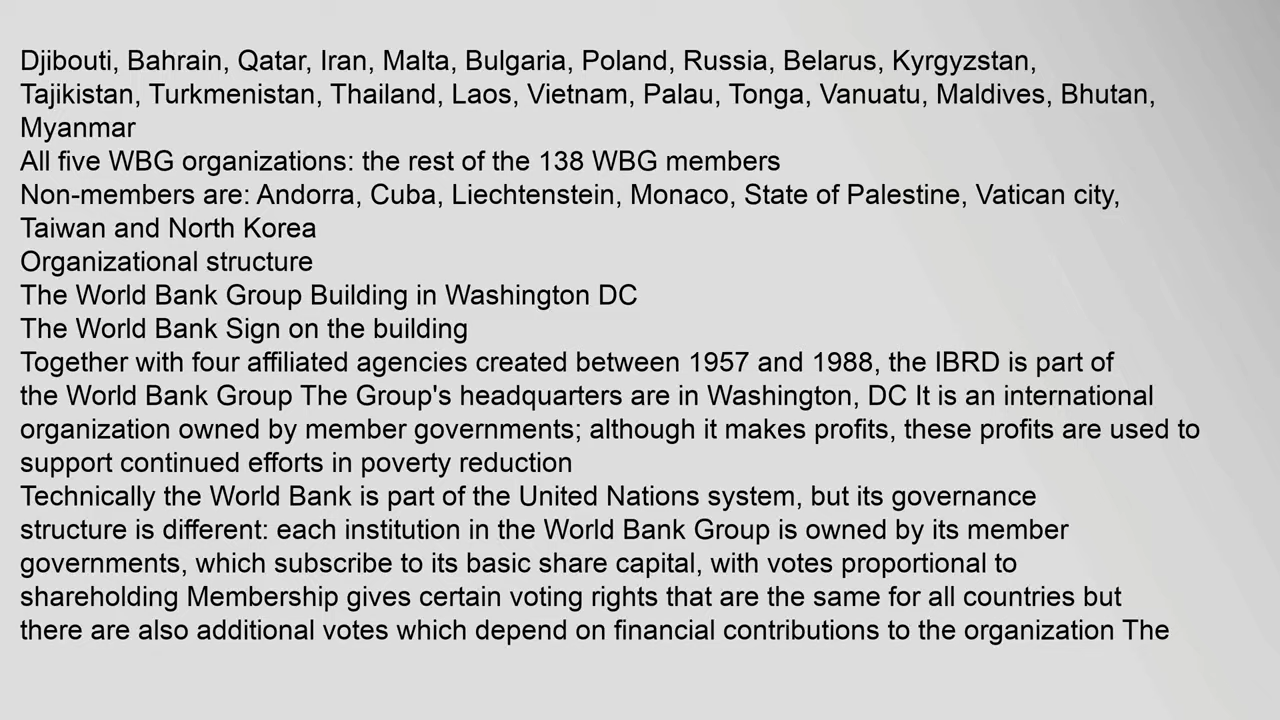 Djibouti, Bahrain, Qatar, Iran, Malta, Bulgaria, Poland, Russia, Belarus, Kyrgyzstan,
Tajikistan, Turkmenistan, Thailand, Laos, Vietnam, Palau, Tonga, Vanuatu, Maldives, Bhutan,
Myanmar
All five WBG organizations: the rest of the 138 WBG members
Non-members are: Andorra, Cuba, Liechtenstein, Monaco, State of Palestine, Vatican city,
Taiwan and North Korea
Organizational structure
The World Bank Group Building in Washington DC
The World Bank Sign on the building
Together with four affiliated agencies created between 1957 and 1988, the IBRD is part of
the World Bank Group The Group's headquarters are in Washington, DC It is an international
organization owned by member governments; although it makes profits, these profits are used to
support continued efforts in poverty reduction
Technically the World Bank is part of the United Nations system, but its governance
structure is different: each institution in the World Bank Group is owned by its member
governments, which subscribe to its basic share capital, with votes proportional to
shareholding Membership gives certain voting rights that are the same for all countries but
there are also additional votes which depend on financial contributions to the organization The